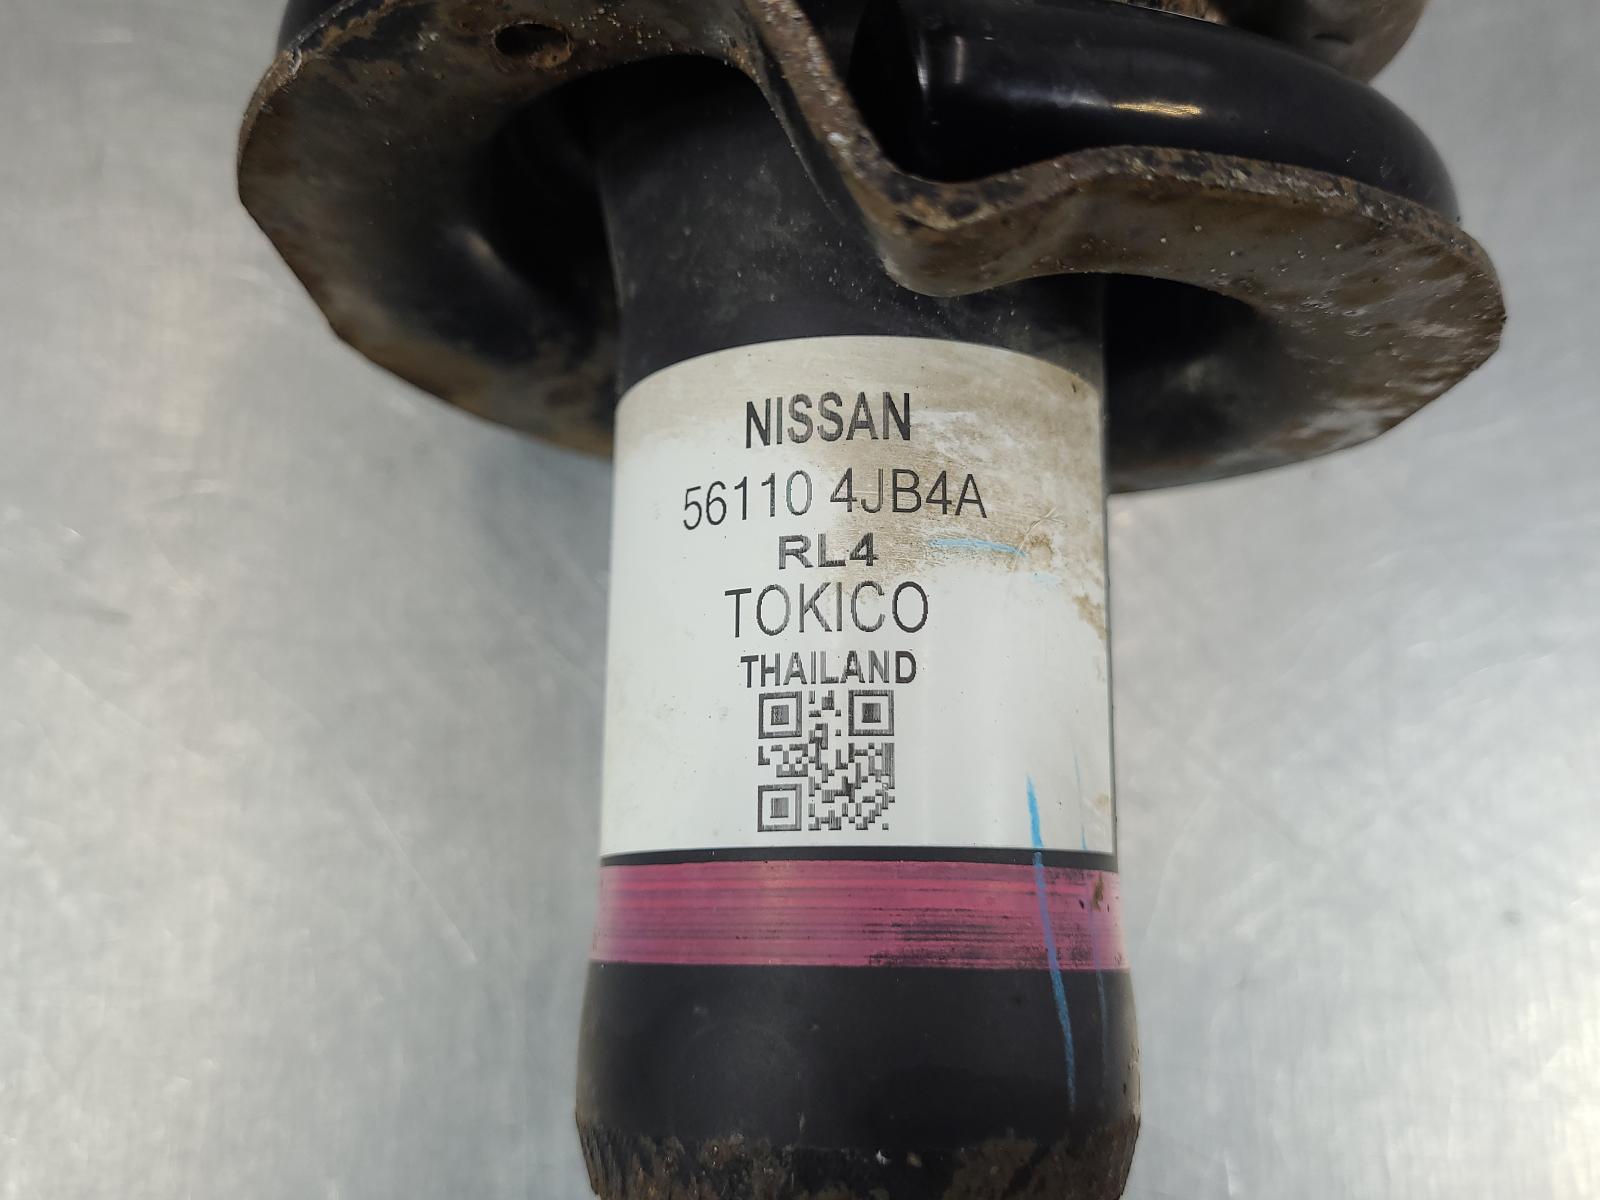 NISSAN
56110 4JB4A
RL4
TOKICO
THAILAND